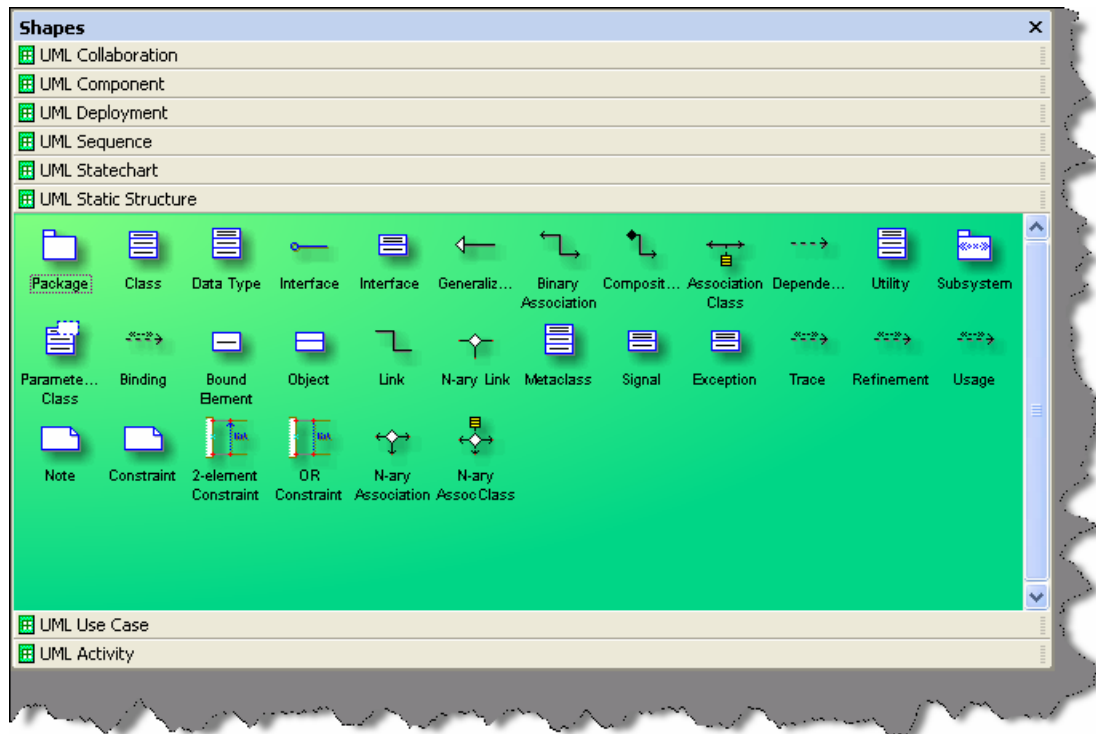 Shapes
UML Collaboration
UML Component
UML Deployment
UML Sequence
UML Statechart
UML Static Structure
Package Class Data Type Interface Interface Generaliz... Binary Association Composit... Association Class Depende... Utility Subsystem
Paramete... Class Binding Bound Element Object Link N-ary Link Metaclass Signal Exception Trace Refinement Usage
Note Constraint 2-element Constraint OR Constraint N-ary Association N-ary Assoc Class
UML Use Case
UML Activity